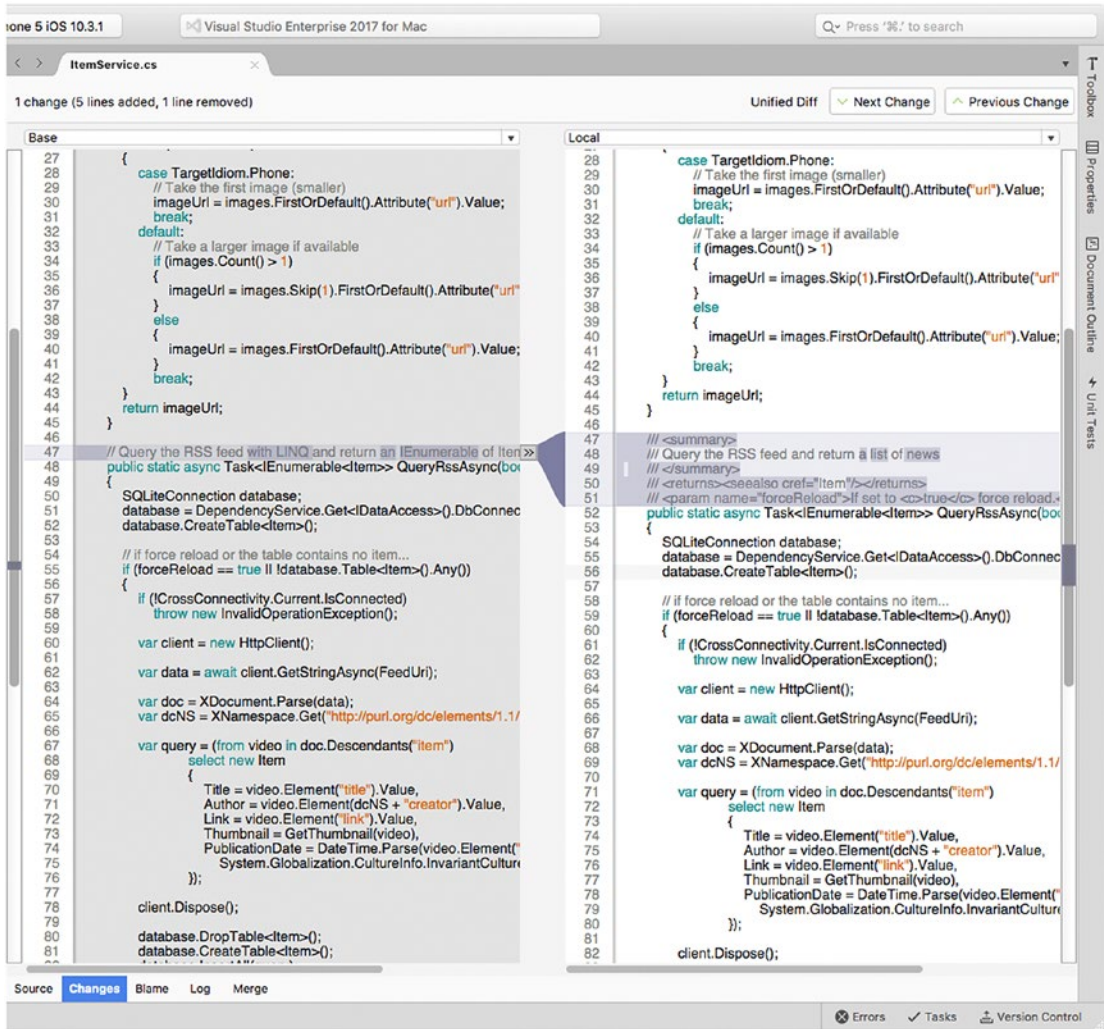 one 5 iOS 10.3.1
Visual Studio Enterprise 2017 for Mac
Press '⌘.' to search
ItemService.cs
1 change (5 lines added, 1 line removed)
Unified Diff
Next Change
Previous Change
Base
27 {
28 case TargetIdiom.Phone:
29 // Take the first image (smaller)
30 imageUrl = images.FirstOrDefault().Attribute("url").Value;
31 break;
32 default:
33 // Take a larger image if available
34 if (images.Count() > 1)
35 {
36 imageUrl = images.Skip(1).FirstOrDefault().Attribute("url"
37 }
38 else
39 {
40 imageUrl = images.FirstOrDefault().Attribute("url").Value;
41 }
42 break;
43 }
44 return imageUrl;
45 }
46
47 // Query the RSS feed with LINQ and return an IEnumerable of Item
48 public static async Task<IEnumerable<Item>> QueryRssAsync(boo
49 {
50 SQLiteConnection database;
51 database = DependencyService.Get<IDataAccess>().DbConnec
52 database.CreateTable<Item>();
53
54 // if force reload or the table contains no item...
55 if (forceReload == true || !database.Table<Item>().Any())
56 {
57 if (!CrossConnectivity.Current.IsConnected)
58 throw new InvalidOperationException();
59
60 var client = new HttpClient();
61
62 var data = await client.GetStringAsync(FeedUri);
63
64 var doc = XDocument.Parse(data);
65 var dcNS = XNamespace.Get("http://purl.org/dc/elements/1.1/
66
67 var query = (from video in doc.Descendants("item")
68 select new Item
69 {
70 Title = video.Element("title").Value,
71 Author = video.Element(dcNS + "creator").Value,
72 Link = video.Element("link").Value,
73 Thumbnail = GetThumbnail(video),
74 PublicationDate = DateTime.Parse(video.Element("
75 System.Globalization.CultureInfo.InvariantCulture
76 });
77
78 client.Dispose();
79
80 database.DropTable<Item>();
81 database.CreateTable<Item>();
Local
28 case TargetIdiom.Phone:
29 // Take the first image (smaller)
30 imageUrl = images.FirstOrDefault().Attribute("url").Value;
31 break;
32 default:
33 // Take a larger image if available
34 if (images.Count() > 1)
35 {
36 imageUrl = images.Skip(1).FirstOrDefault().Attribute("url"
37 }
38 else
39 {
40 imageUrl = images.FirstOrDefault().Attribute("url").Value;
41 }
42 break;
43 }
44 return imageUrl;
45 }
46
47 /// <summary>
48 /// Query the RSS feed and return a list of news
49 /// </summary>
50 /// <returns><seealso cref="Item"/></returns>
51 /// <param name="forceReload">If set to <c>true</c> force reload.<
52 public static async Task<IEnumerable<Item>> QueryRssAsync(boo
53 {
54 SQLiteConnection database;
55 database = DependencyService.Get<IDataAccess>().DbConnec
56 database.CreateTable<Item>();
57
58 // if force reload or the table contains no item...
59 if (forceReload == true || !database.Table<Item>().Any())
60 {
61 if (!CrossConnectivity.Current.IsConnected)
62 throw new InvalidOperationException();
63
64 var client = new HttpClient();
65
66 var data = await client.GetStringAsync(FeedUri);
67
68 var doc = XDocument.Parse(data);
69 var dcNS = XNamespace.Get("http://purl.org/dc/elements/1.1/
70
71 var query = (from video in doc.Descendants("item")
72 select new Item
73 {
74 Title = video.Element("title").Value,
75 Author = video.Element(dcNS + "creator").Value,
76 Link = video.Element("link").Value,
77 Thumbnail = GetThumbnail(video),
78 PublicationDate = DateTime.Parse(video.Element("
79 System.Globalization.CultureInfo.InvariantCulture
80 });
81
82 client.Dispose();
Toolbox
Properties
Document Outline
Unit Tests
Source Changes Blame Log Merge
Errors Tasks Version Control